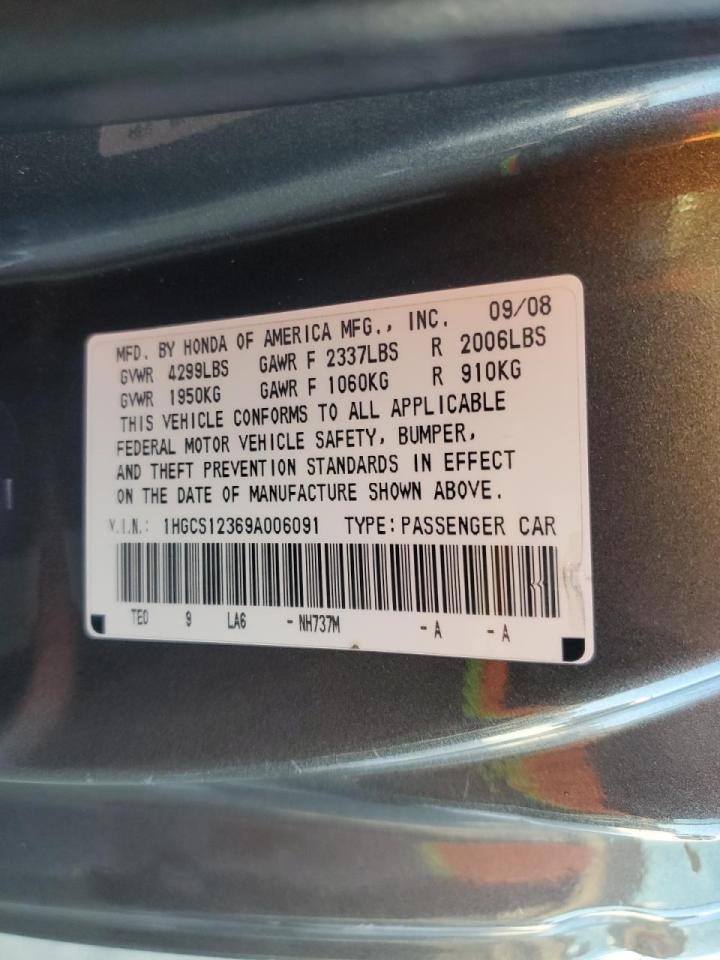 MFD. BY HONDA OF AMERICA MFG., INC. 09/08
GVWR 4299LBS GAWR F 2337LBS R 2006LBS
GVWR 1950KG GAWR F 1060KG R 910KG
THIS VEHICLE CONFORMS TO ALL APPLICABLE
FEDERAL MOTOR VEHICLE SAFETY, BUMPER,
AND THEFT PREVENTION STANDARDS IN EFFECT
ON THE DATE OF MANUFACTURE SHOWN ABOVE.
V.I.N.: 1HGCS12369A006091 TYPE: PASSENGER CAR
TE0 9 LA6 - NH737M - A - A